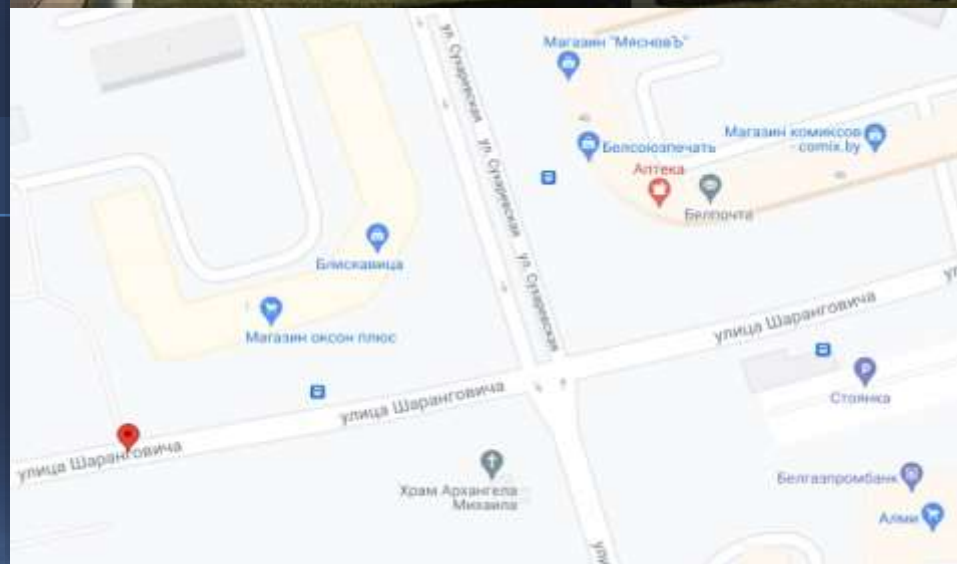 ул. Сухаревская ул. Сухаревская ул. Сухаревская
Магазин "МясновЪ"
Белсоюзпечать
Магазин комиксов
- comix.by
Аптека
Белпочта
Блискавица
Магазин оксон плюс
улица Шаранговича
улица Шаранговича
улица Шаранговича
Стоянка
Храм Архангела
Михаила
Белгазпромбанк
Алми